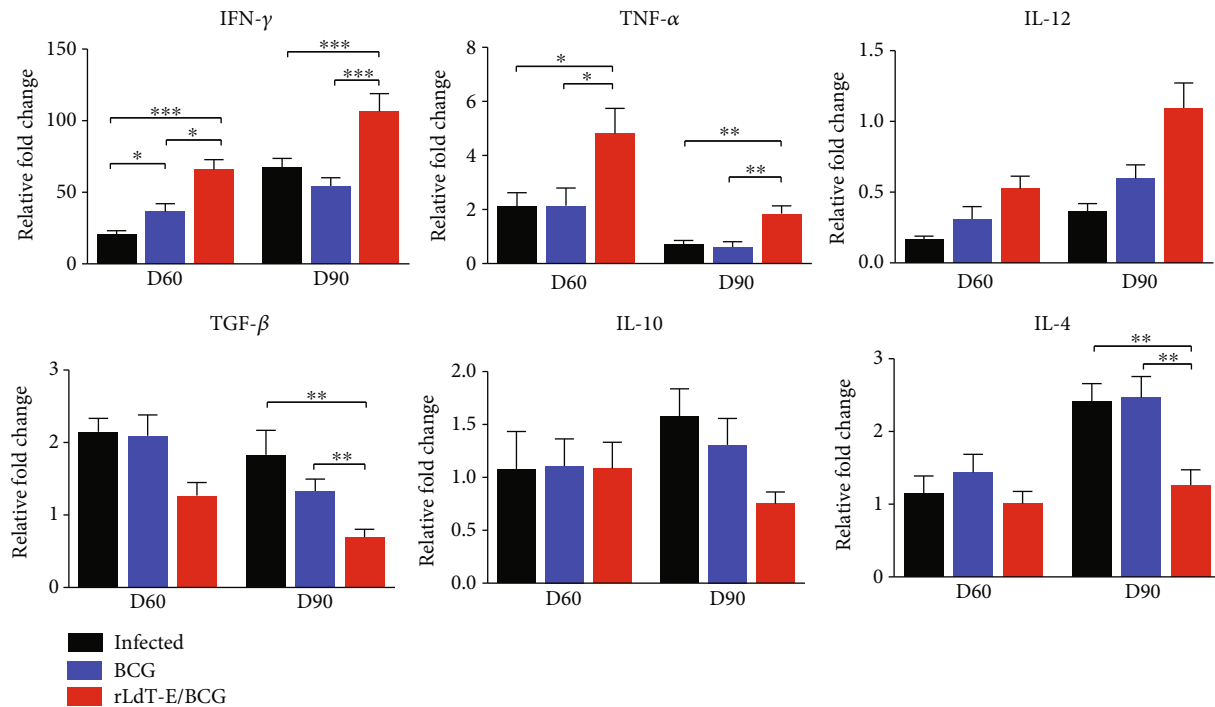 IFN-γ
Relative fold change
150
100
50
0
***
*
*
***
***
D60
D90
TNF-α
Relative fold change
8
6
4
2
0
*
*
**
**
D60
D90
IL-12
Relative fold change
1.5
1.0
0.5
0.0
D60
D90
TGF-β
Relative fold change
3
2
1
0
**
**
D60
D90
IL-10
Relative fold change
2.0
1.5
1.0
0.5
0.0
D60
D90
IL-4
Relative fold change
3
2
1
0
**
**
D60
D90
Infected
BCG
rLdT-E/BCG